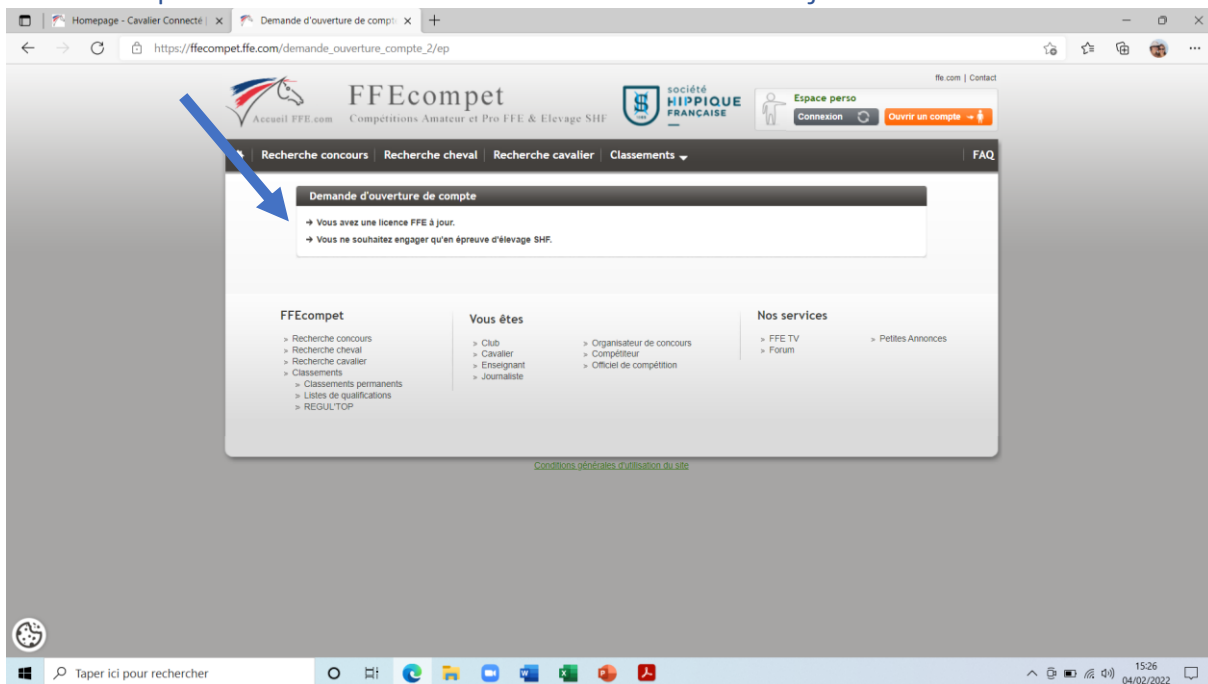 Homepage - Cavalier Connecté |
Demande d'ouverture de compt
https://ffecompet.ffe.com/demande_ouverture_compte_2/ep
ffe.com | Contact
FFEcompet
Accueil FFE.com
Compétitions Amateur et Pro FFE & Elevage SHF
société
HIPPIQUE
FRANÇAISE
Espace perso
Connexion
Ouvrir un compte
Recherche concours
Recherche cheval
Recherche cavalier
Classements
FAQ
Demande d'ouverture de compte
Vous avez une licence FFE à jour.
Vous ne souhaitez engager qu'en épreuve d'élevage SHF.
FFEcompet
» Recherche concours
» Recherche cheval
» Recherche cavalier
» Classements
» Classements permanents
» Listes de qualifications
» REGUL'TOP
Vous êtes
» Club
» Cavalier
» Enseignant
» Journaliste
» Organisateur de concours
» Compétiteur
» Officiel de compétition
Nos services
» FFE TV
» Forum
» Petites Annonces
Conditions générales d'utilisation du site
Taper ici pour rechercher
15:26
04/02/2022